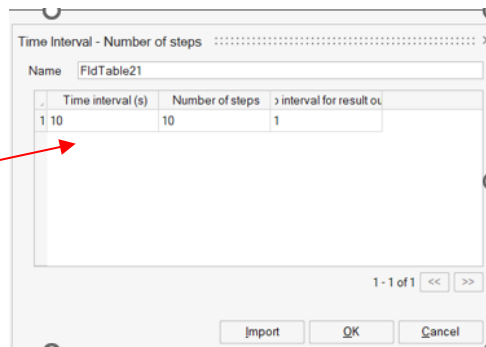 Time Interval - Number of steps
Name FldTable21
Time interval (s) Number of steps interval for result ou
1 10 10 1
1 - 1 of 1 << >>
Import OK Cancel